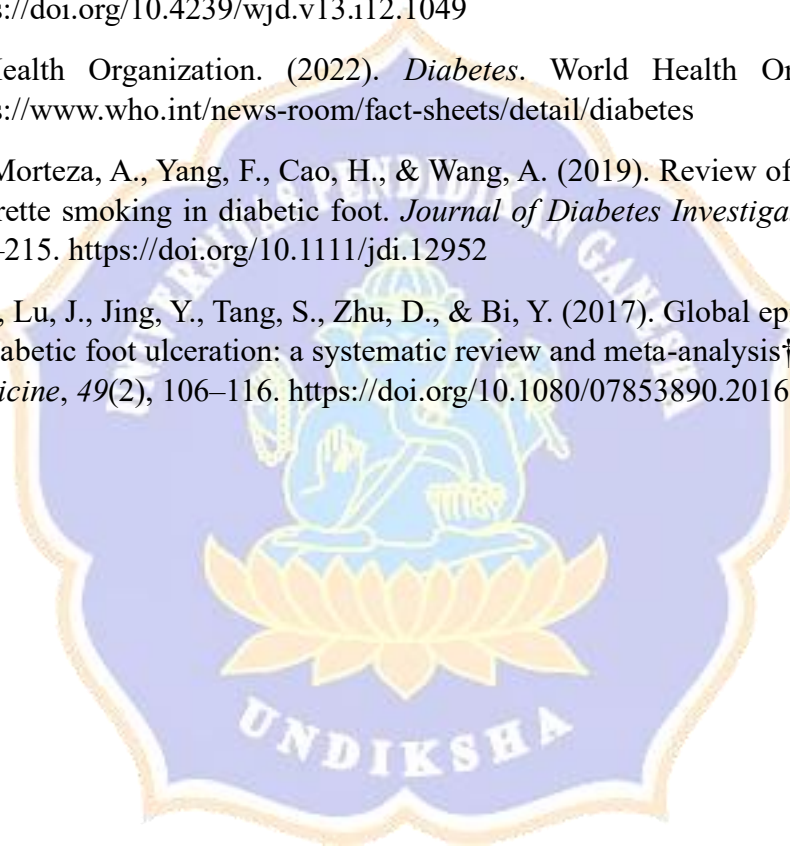 s://doi.org/10.4239/wjd.v13.i12.1049
Health Organization. (2022). Diabetes. World Health Or
s://www.who.int/news-room/fact-sheets/detail/diabetes
Morteza, A., Yang, F., Cao, H., & Wang, A. (2019). Review of
rette smoking in diabetic foot. Journal of Diabetes Investiga
–215. https://doi.org/10.1111/jdi.12952
, Lu, J., Jing, Y., Tang, S., Zhu, D., & Bi, Y. (2017). Global ep
abetic foot ulceration: a systematic review and meta-analysis†
icine, 49(2), 106–116. https://doi.org/10.1080/07853890.2016
UNIVERSITAS PENDIDIKAN GANESHA
UNDIKSHA